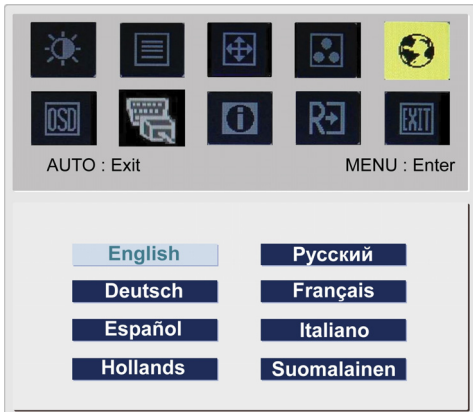 OSD
i
R
EXIT
AUTO : Exit
MENU : Enter
English
Русский
Deutsch
Français
Español
Italiano
Hollands
Suomalainen